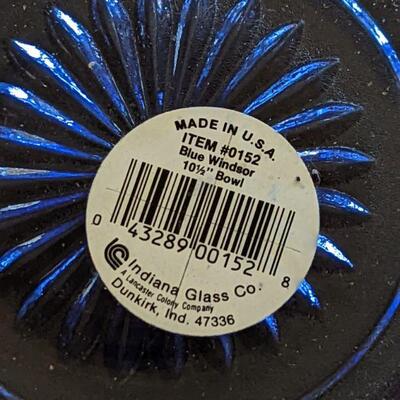 MADE IN U.S.A.
ITEM #0152
Blue Windsor
10½" Bowl
0 43289 00152 8
Indiana Glass Co.
A Lancaster Colony Company
Dunkirk, Ind. 47336